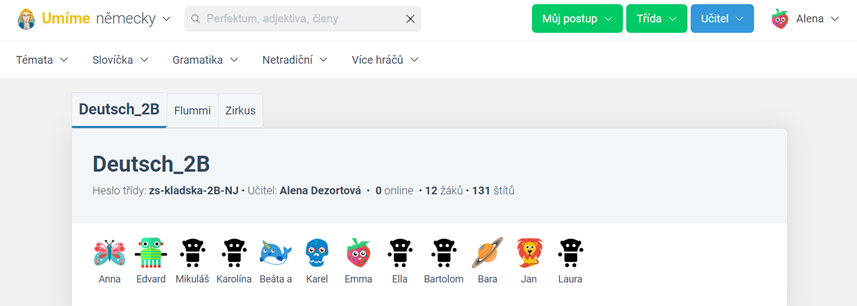 Umíme německy Perfektum, adjektiva, členy Můj postup Třída Učitel Alena
Témata Slovíčka Gramatika Netradiční Více hráčů
Deutsch_2B Flummi Zirkus
Deutsch_2B
Heslo třídy: zs-kladska-2B-NJ • Učitel: Alena Dezortová • 0 online • 12 žáků • 131 štítů
Anna Edvard Mikuláš Karolína Beáta a Karel Emma Ella Bartolom Bara Jan Laura